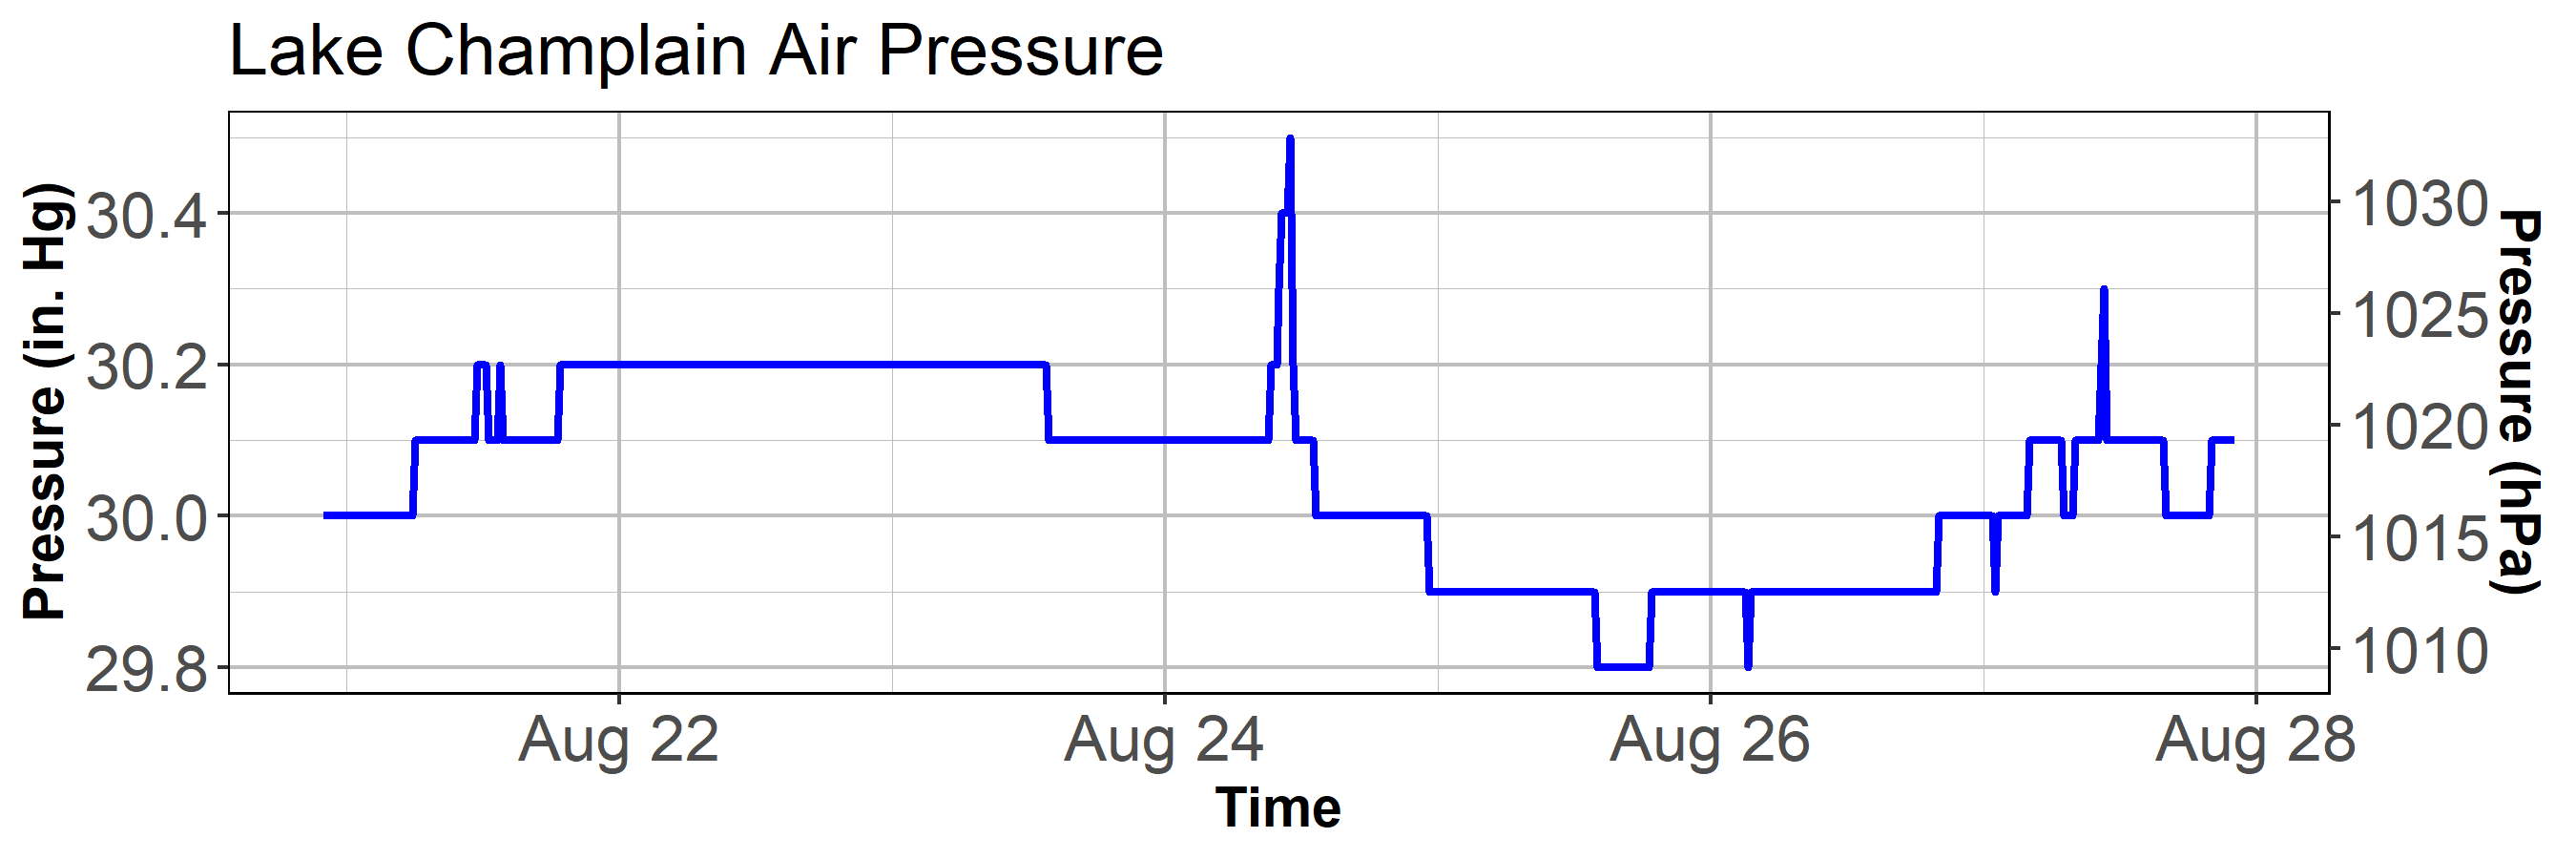 Lake Champlain Air Pressure
Pressure (in. Hg)
30.4
30.2
30.0
29.8
1030
1025
1020
1015
1010
Pressure (hPa)
Aug 22
Aug 24
Aug 26
Aug 28
Time